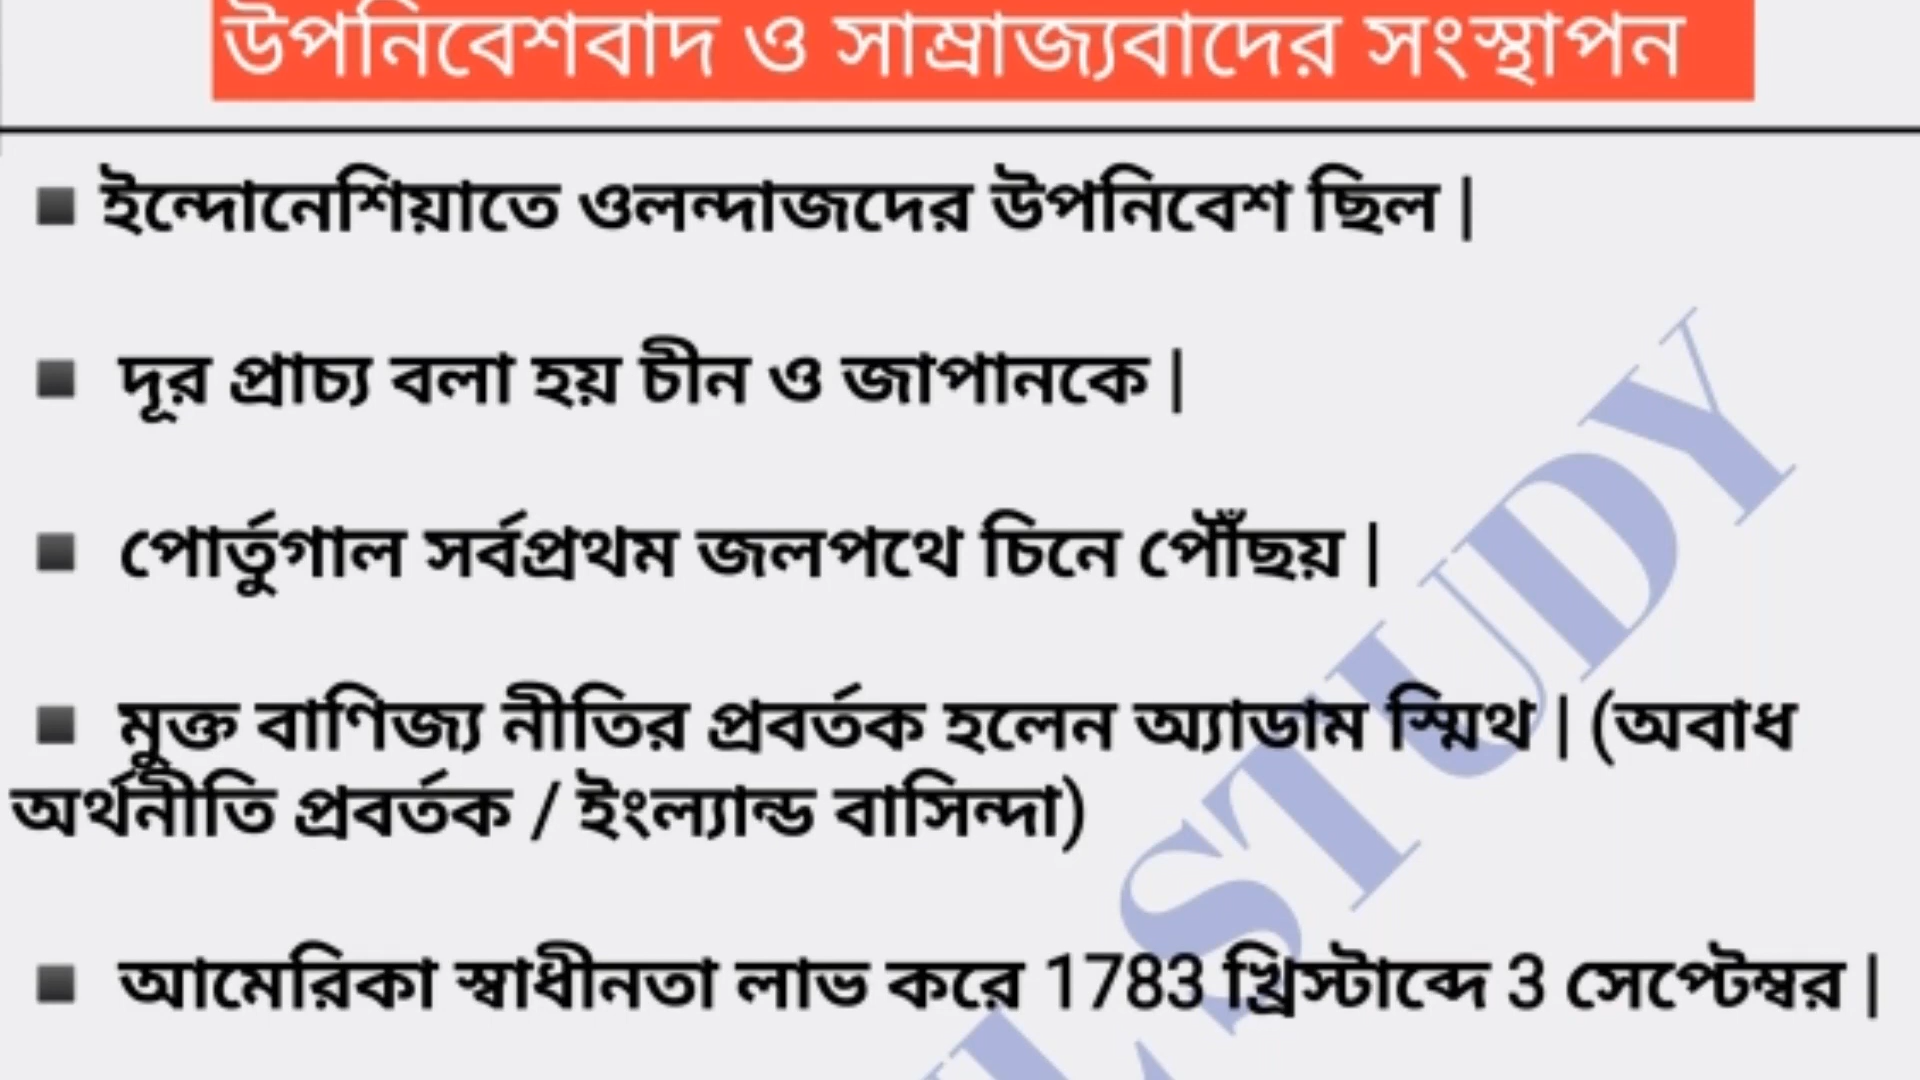 উপনিবেশবাদ ও সাম্রাজ্যবাদের সংস্থাপন
▪ ইন্দোনেশিয়াতে ওলন্দাজদের উপনিবেশ ছিল |
▪ দূর প্রাচ্য বলা হয় চীন ও জাপানকে |
▪ পোর্তুগাল সর্বপ্রথম জলপথে চিনে পৌঁছয় |
▪ মুক্ত বাণিজ্য নীতির প্রবর্তক হলেন অ্যাডাম স্মিথ | (অবাধ
অর্থনীতি প্রবর্তক / ইংল্যান্ড বাসিন্দা)
▪ আমেরিকা স্বাধীনতা লাভ করে 1783 খ্রিস্টাব্দে 3 সেপ্টেম্বর |
STUDY